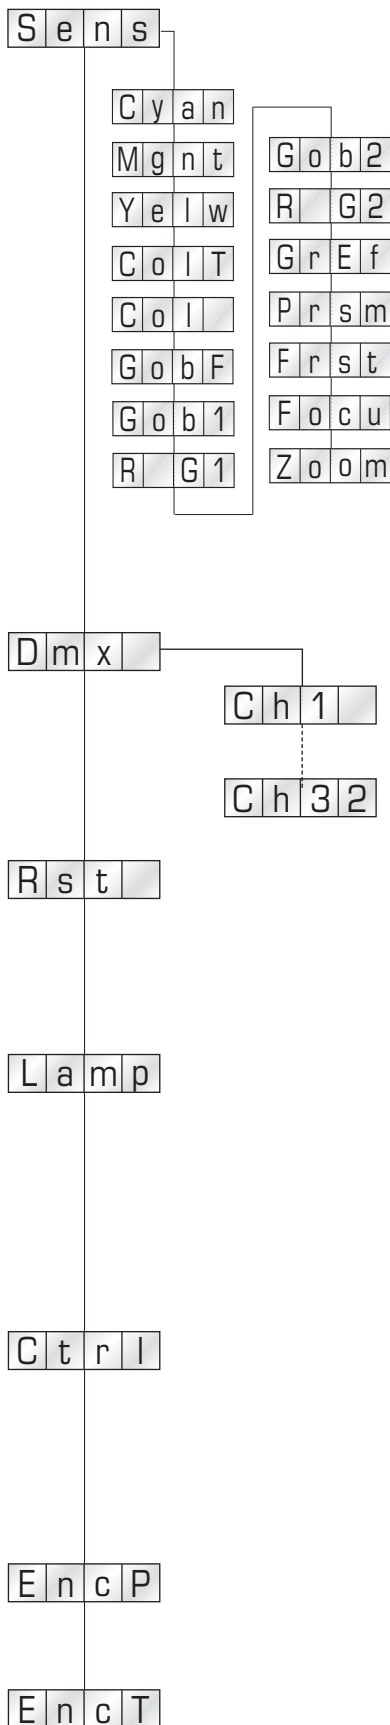 Sens
Cyan
Mgnt
Yelw
ColT
Col
GobF
Gob1
R G1
Gob2
R G2
GrEf
Prsm
Frst
Focu
Zoom
Dmx
Ch1
Ch32
Rst
Lamp
Ctrl
EncP
EncT